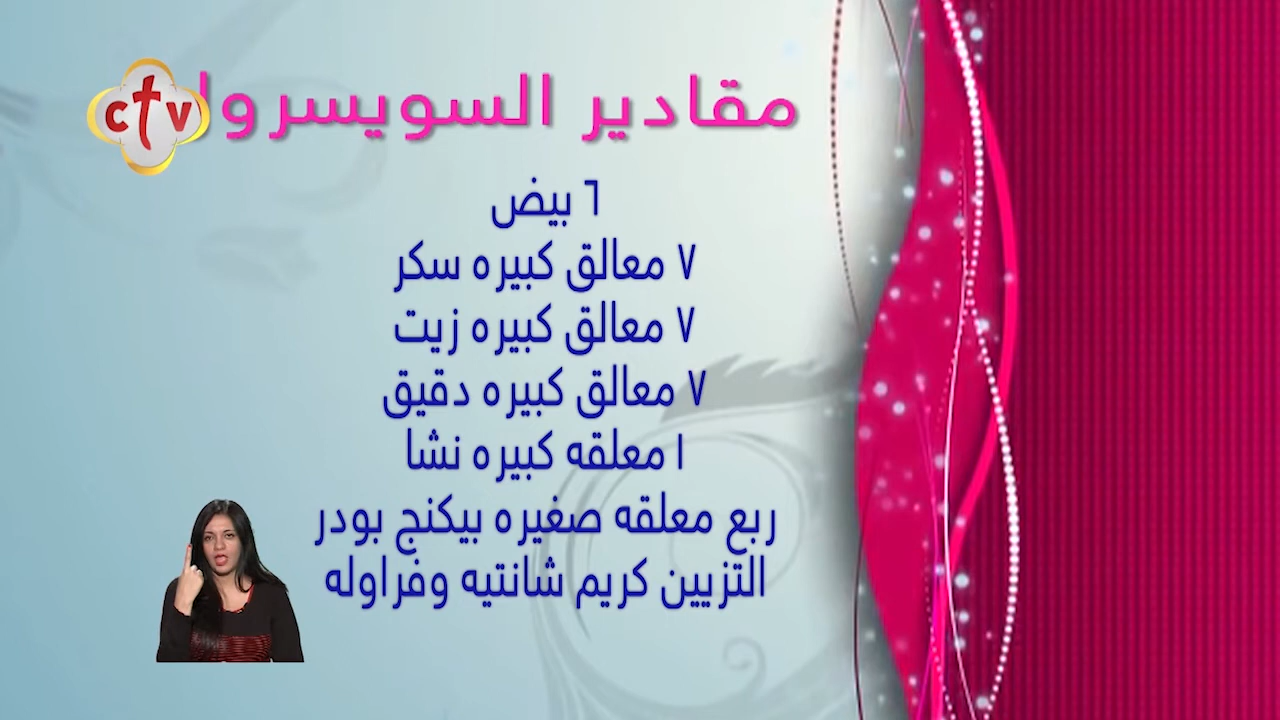 مقادير السويسرول
٦ بيض
٧ معالق كبيره سكر
٧ معالق كبيره زيت
٧ معالق كبيره دقيق
١ معلقه كبيره نشا
ربع معلقه صغيره بيكنج بودر
التزيين كريم شانتيه وفراوله
ctv